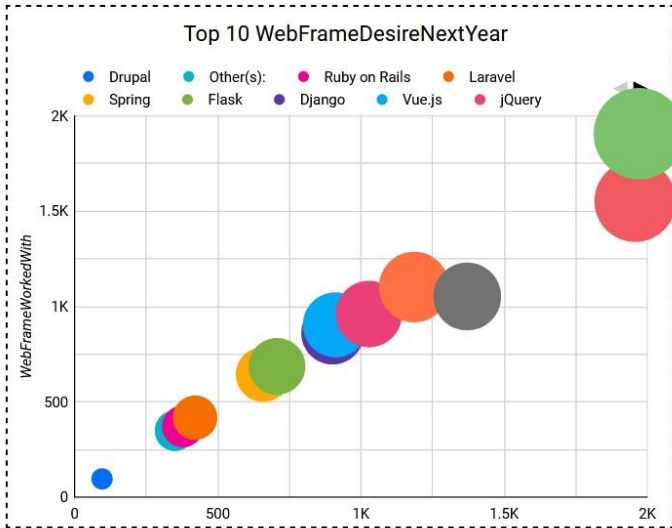 Top 10 WebFrameDesireNextYear
Drupal Other(s): Ruby on Rails Laravel
Spring Flask Django Vue.js jQuery
2K
1.5K
1K
500
0
WebFrameWorkedWith
0 500 1K 1.5K 2K